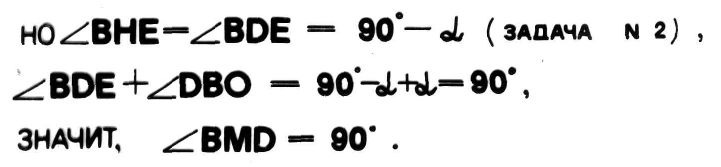 НО ∠BHE=∠BDE = 90°-α (ЗАДАЧА N 2),
∠BDE+∠DBO = 90°-α+α=90°,
ЗНАЧИТ, ∠BMD = 90°.